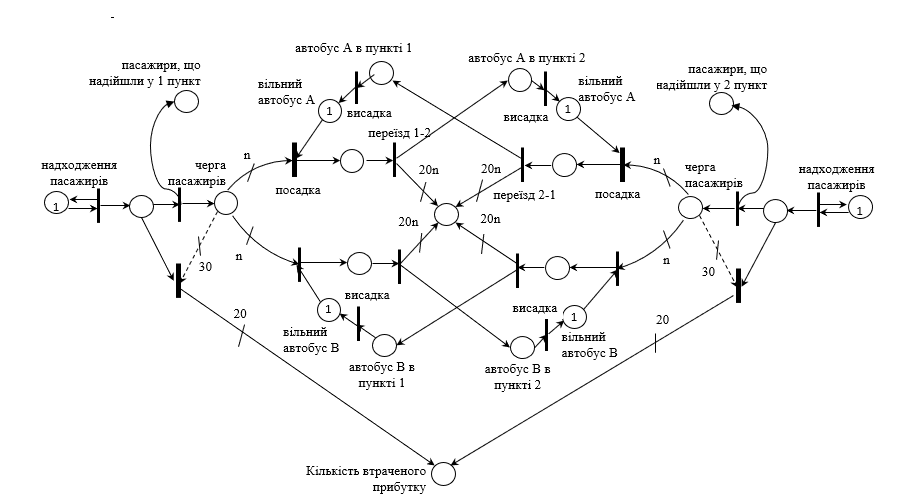 -
автобус А в пункті 1
автобус А в пункті 2
пасажири, що
надійшли у 1 пункт
вільний
автобус А
1
висадка
висадка
1
вільний
автобус А
пасажири, що
надійшли у 2 пункт
переїзд 1-2
надходження
пасажирів
1
черга
пасажирів
n
посадка
20n
20n
переїзд 2-1
n
посадка
черга
пасажирів
надходження
пасажирів
1
n
30
20n
20n
n
30
висадка
1
вільний
автобус В
висадка
1
вільний
автобус В
20
20
автобус В в
пункті 1
автобус В в
пункті 2
Кількість втраченого
прибутку